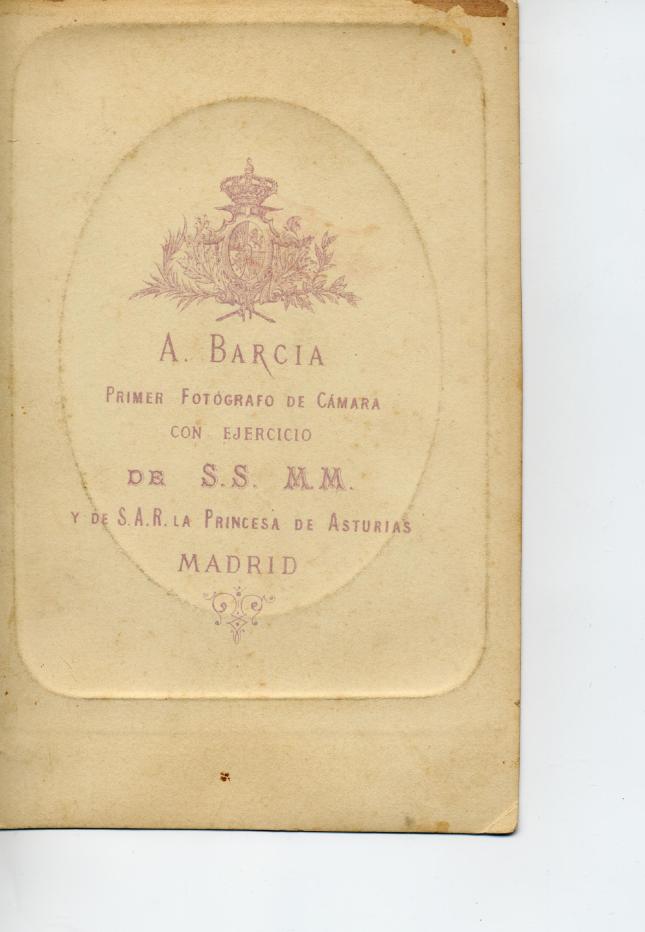 A. BARCIA
PRIMER FOTÓGRAFO DE CÁMARA
CON EJERCICIO
DE S.S. M.M.
Y DE S.A.R. LA PRINCESA DE ASTURIAS
MADRID